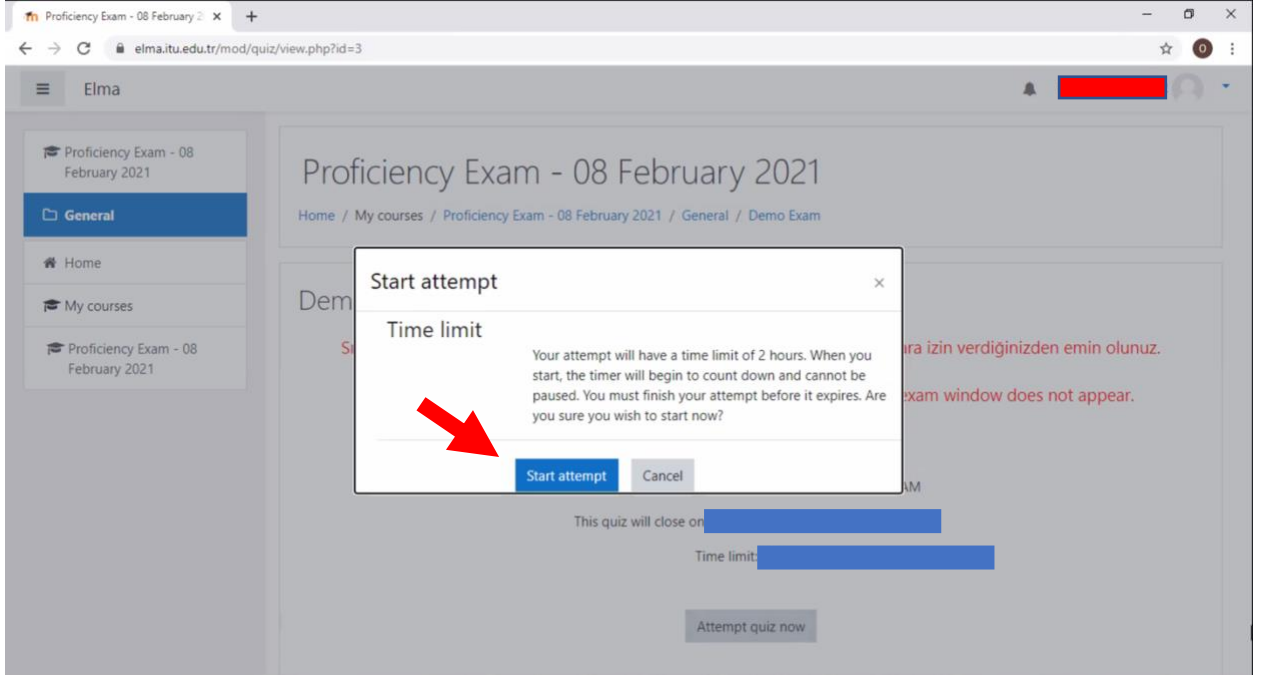 Proficiency Exam - 08 February 2
elma.itu.edu.tr/mod/quiz/view.php?id=3
O
Elma
Proficiency Exam - 08
February 2021
General
Home
My courses
Proficiency Exam - 08
February 2021
Proficiency Exam - 08 February 2021
Home / My courses / Proficiency Exam - 08 February 2021 / General / Demo Exam
Dem
ara izin verdiğinizden emin olunuz.
exam window does not appear.
Start attempt
Time limit
Your attempt will have a time limit of 2 hours. When you
start, the timer will begin to count down and cannot be
paused. You must finish your attempt before it expires. Are
you sure you wish to start now?
Start attempt
Cancel
AM
This quiz will close on
Time limit:
Attempt quiz now